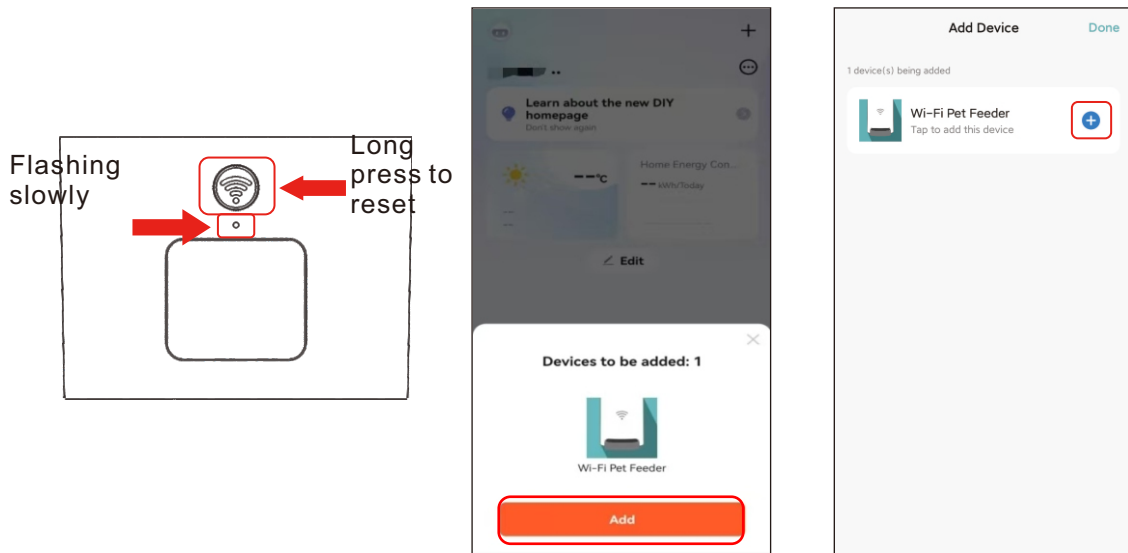 Flashing
slowly
Long
press to
reset
+
..
Learn about the new DIY
homepage
Don't show again
--°C
Home Energy Con...
-- kWh/Today
--
--
Edit
Devices to be added: 1
Wi-Fi Pet Feeder
Add
Add Device
Done
1 device(s) being added
Wi-Fi Pet Feeder
Tap to add this device